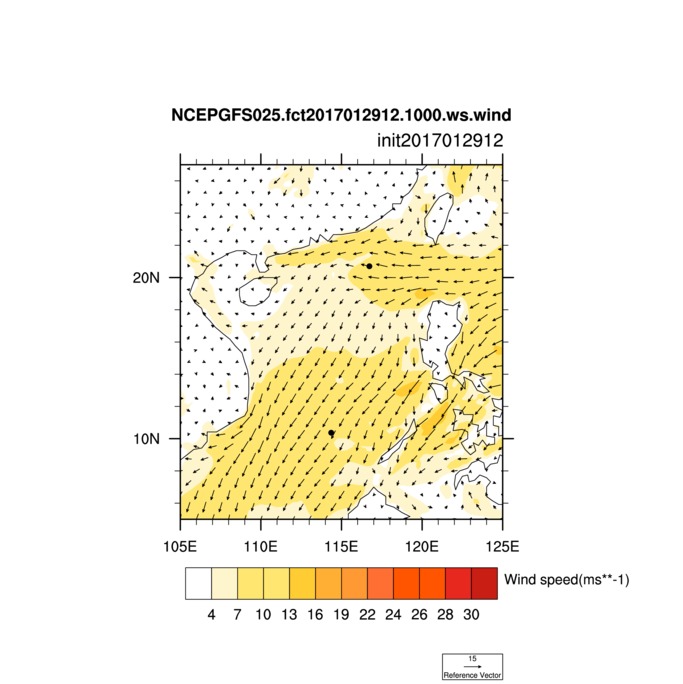 NCEPGFS025.fct2017012912.1000.ws.wind
init2017012912
20N
10N
105E 110E 115E 120E 125E
Wind speed(ms**-1)
4 7 10 13 16 19 22 24 26 28 30
15
Reference Vector